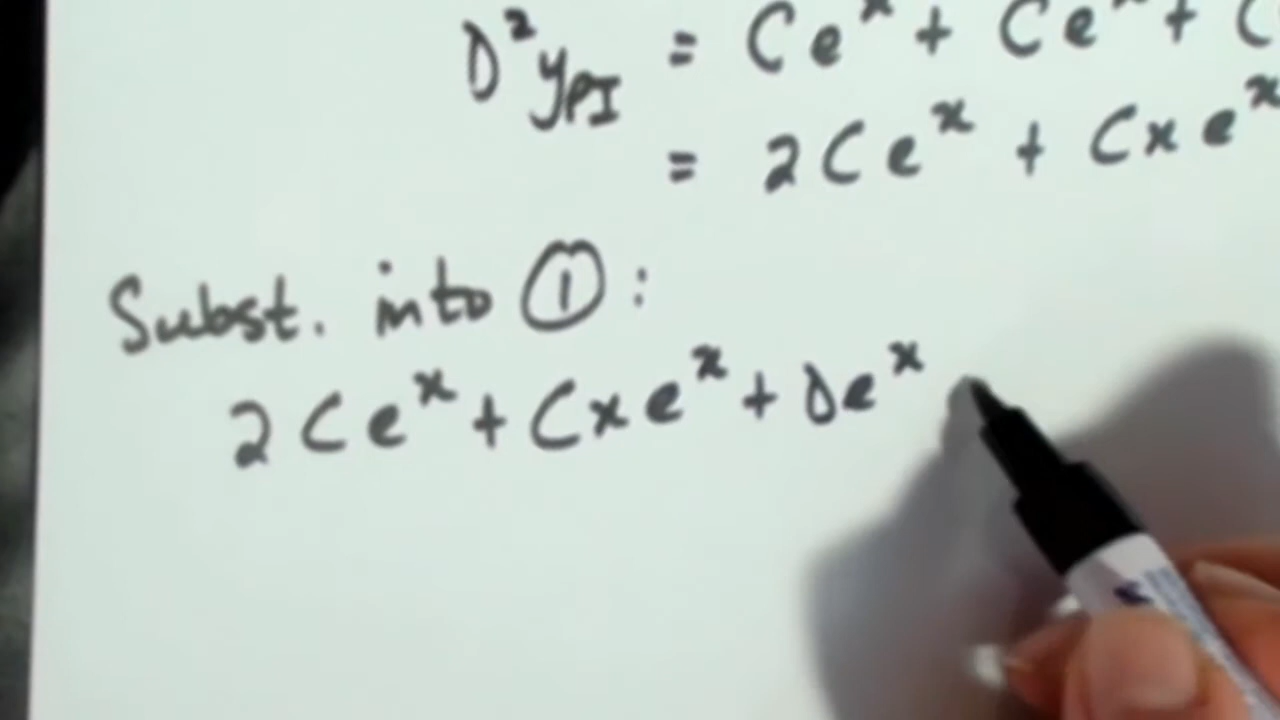 D²y_PI = Ce^x + Ce^x + C
= 2Ce^x + Cxe^x
Subst. into ①:
2Ce^x + Cxe^x + De^x